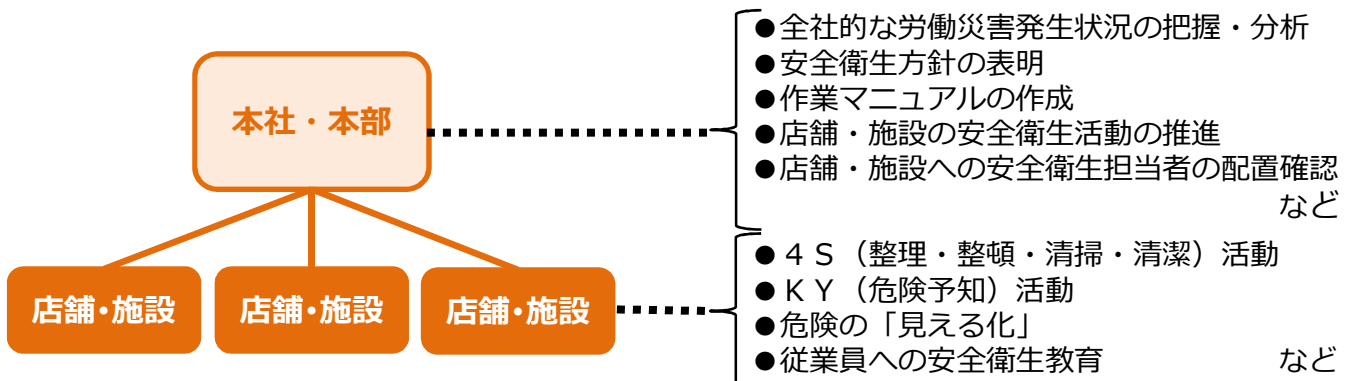 本社・本部
●全社的な労働災害発生状況の把握・分析
●安全衛生方針の表明
●作業マニュアルの作成
●店舗・施設の安全衛生活動の推進
●店舗・施設への安全衛生担当者の配置確認
など
店舗・施設
店舗・施設
店舗・施設
●４Ｓ（整理・整頓・清掃・清潔）活動
●ＫＹ（危険予知）活動
●危険の「見える化」
●従業員への安全衛生教育　など